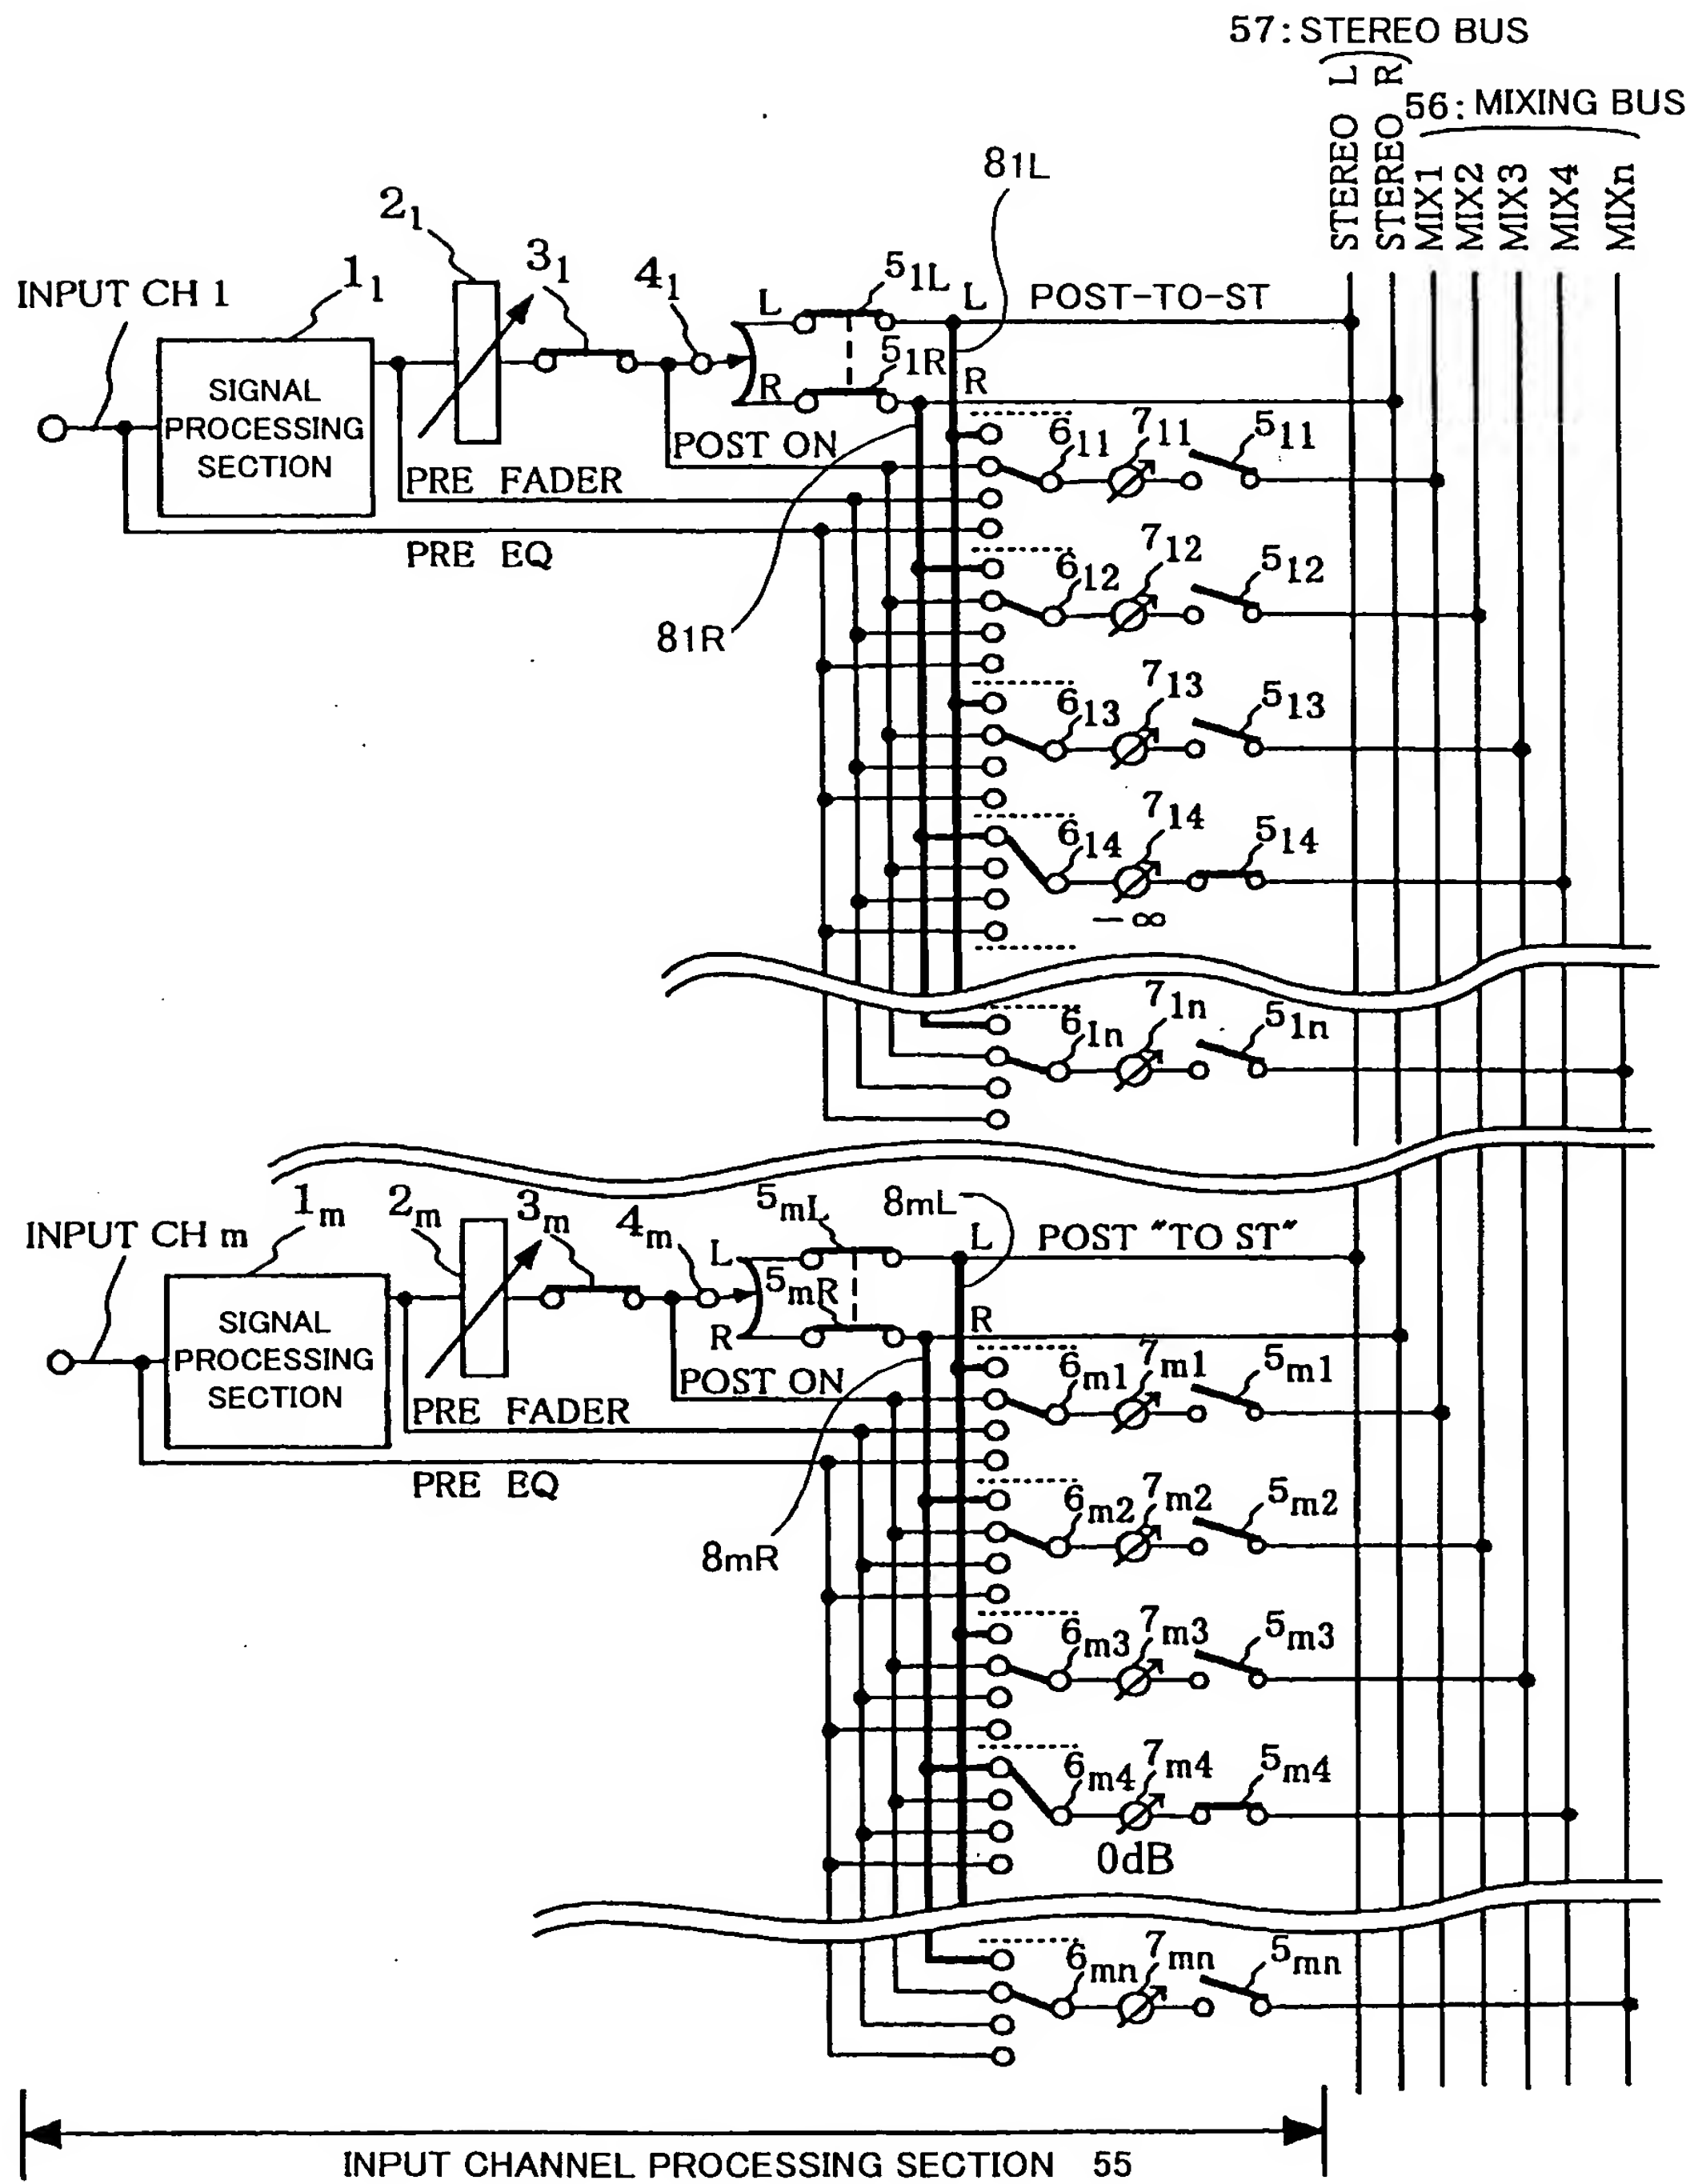 57: STEREO BUS
STEREO L
STEREO R
56: MIXING BUS
MIX1
MIX2
MIX3
MIX4
MIXn
81L
21
31
41
51L
L
POST-TO-ST
INPUT CH 1
11
SIGNAL
PROCESSING
SECTION
L
R
51R
R
POST ON
PRE FADER
PRE EQ
81R
611
711
511
612
712
512
613
713
513
614
714
514
−∞
61n
71n
51n
INPUT CH m
1m
2m
3m
4m
5mL
8mL
L
POST "TO ST"
SIGNAL
PROCESSING
SECTION
L
R
5mR
R
POST ON
PRE FADER
PRE EQ
8mR
6m1
7m1
5m1
6m2
7m2
5m2
6m3
7m3
5m3
6m4
7m4
5m4
0dB
6mn
7mn
5mn
INPUT CHANNEL PROCESSING SECTION 55